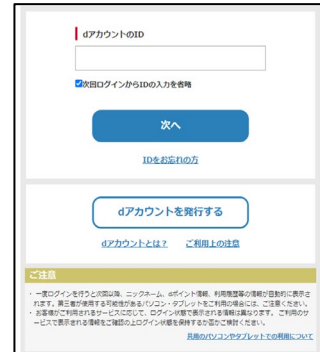 dアカウントのID
次回ログインからIDの入力を省略
次へ
IDをお忘れの方
dアカウントを発行する
dアカウントとは？ ご利用上の注意
ご注意
・ 一度ログインを行うと次回以降、ニックネーム、dポイント情報、利用履歴等の情報が自動的に表示さ
れます。第三者が使用する可能性があるパソコン・タブレットをご利用の場合には、ご注意ください。
・ お客様がご利用されるサービスに応じて、ログイン状態で表示される情報は異なります。 ご利用のサ
ービスで表示される情報をご確認の上ログイン状態を保持するか否かご検討ください。
共用のパソコンやタブレットでの利用について